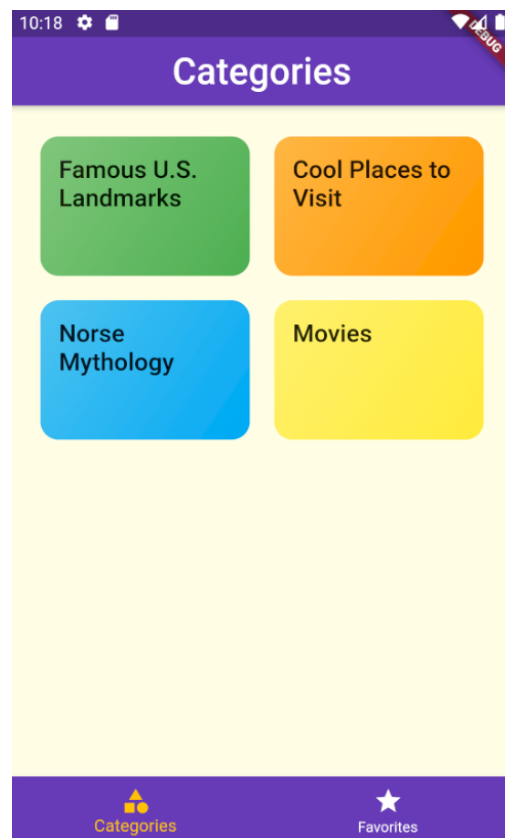 10:18
DEBUG
Categories
Famous U.S.
Landmarks
Cool Places to
Visit
Norse
Mythology
Movies
Categories
Favorites